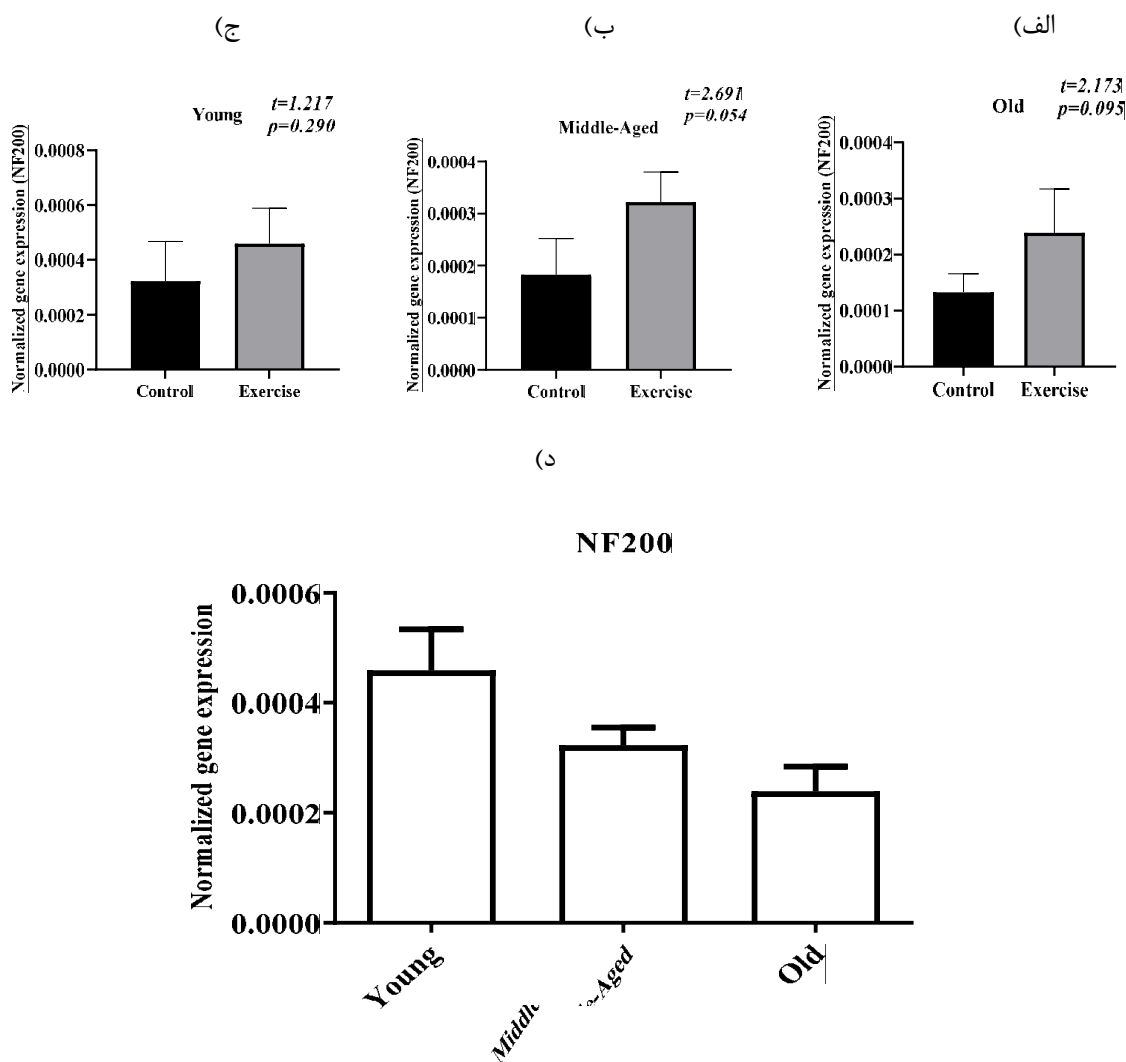 الف)
Old
t=2.173
p=0.095
Normalized gene expression (NF200)
0.0004
0.0003
0.0002
0.0001
0.0000
Control Exercise
ب)
Middle-Aged
t=2.691
p=0.054
Normalized gene expression (NF200)
0.0004
0.0003
0.0002
0.0001
0.0000
Control Exercise
ج)
Young
t=1.217
p=0.290
Normalized gene expression (NF200)
0.0008
0.0006
0.0004
0.0002
0.0000
Control Exercise
د)
NF200
Normalized gene expression
0.0006
0.0004
0.0002
0.0000
Young
Middle-Aged
Old